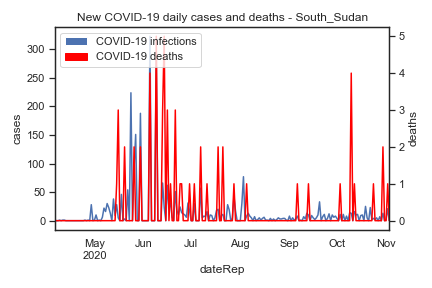 New COVID-19 daily cases and deaths - South_Sudan
COVID-19 infections
COVID-19 deaths
cases
300
250
200
150
100
50
0
deaths
5
4
3
2
1
0
May
2020
Jun
Jul
Aug
Sep
Oct
Nov
dateRep